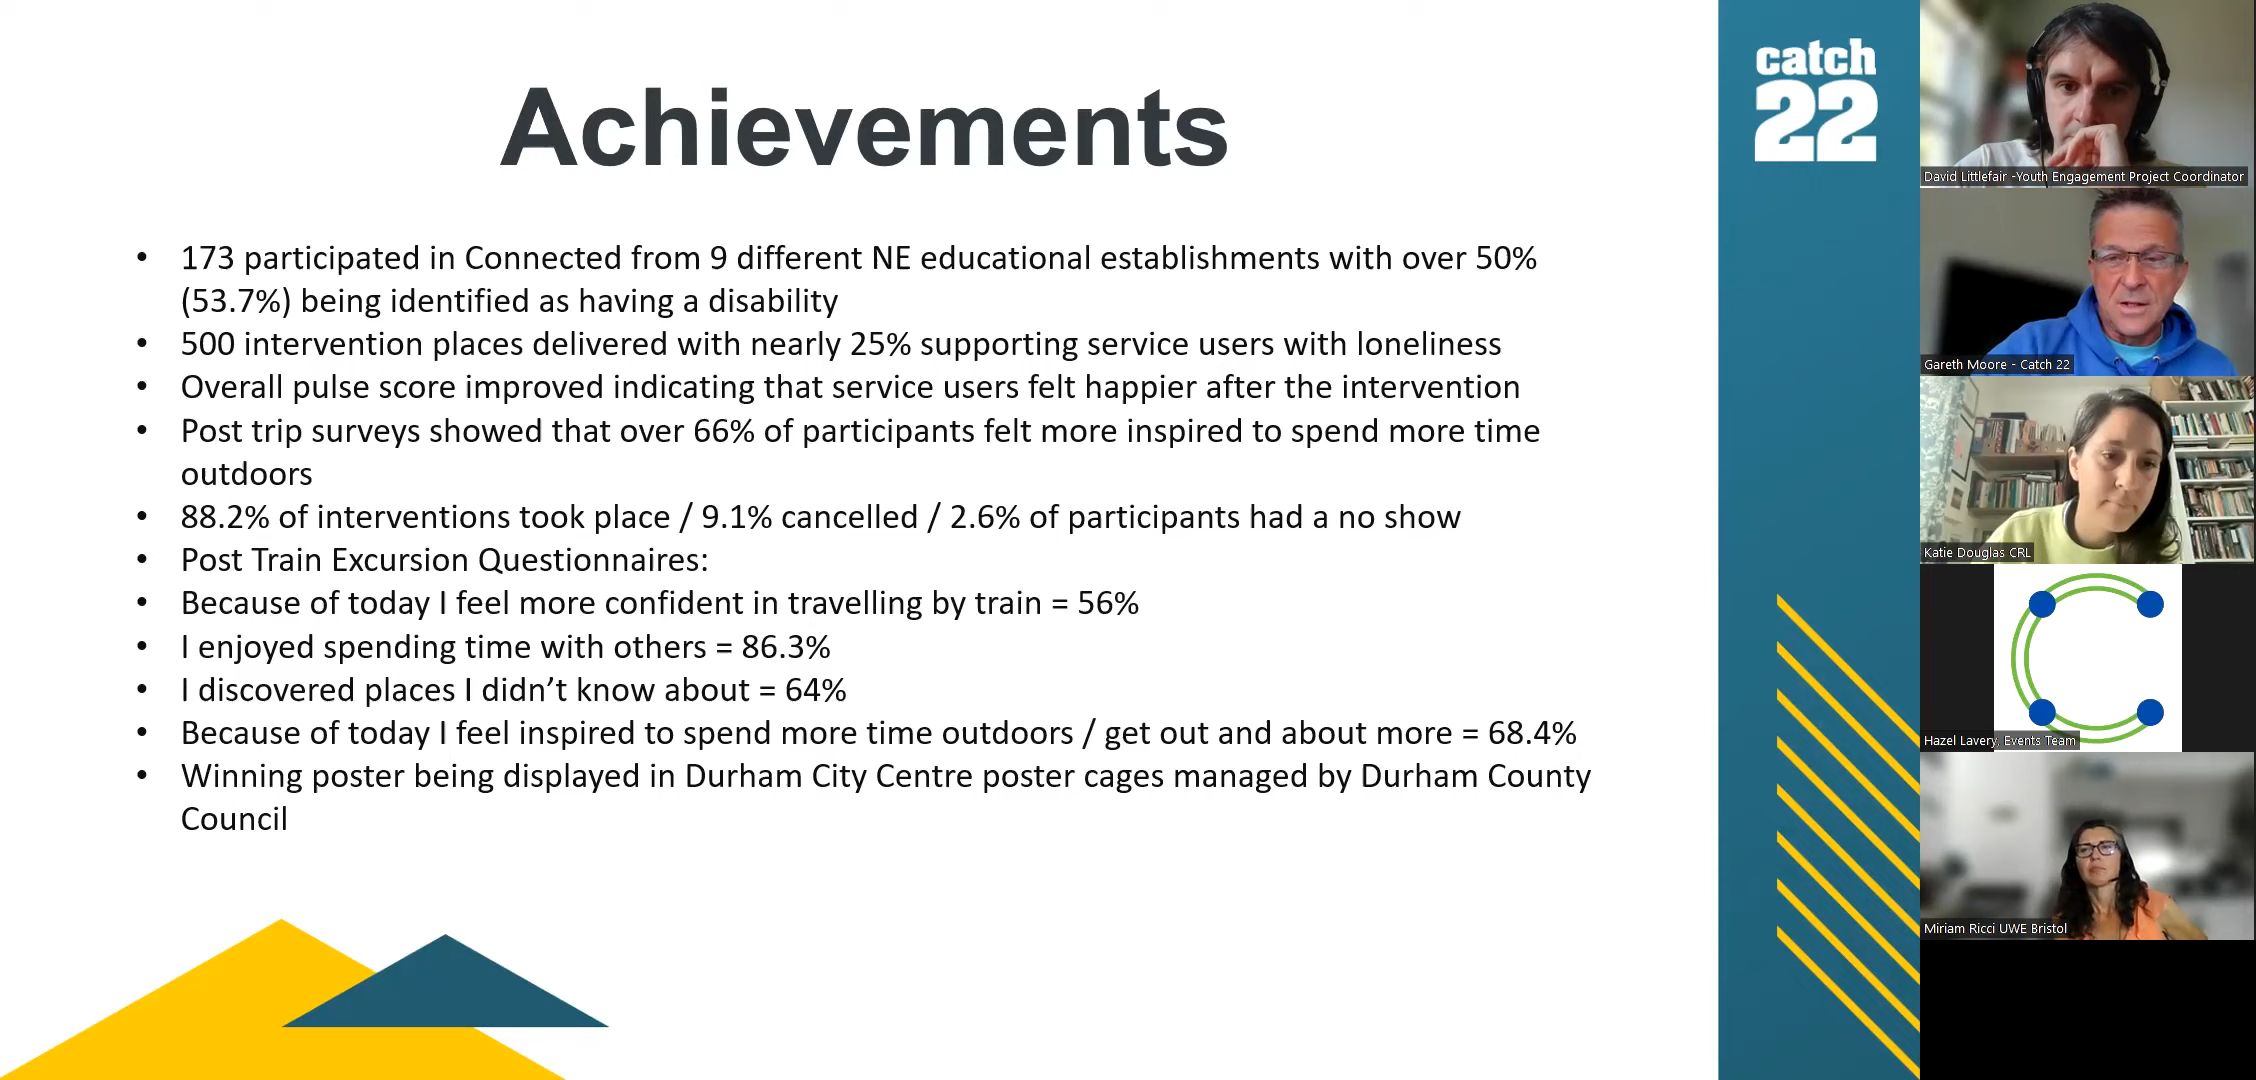 Achievements
• 173 participated in Connected from 9 different NE educational establishments with over 50%
(53.7%) being identified as having a disability
• 500 intervention places delivered with nearly 25% supporting service users with loneliness
• Overall pulse score improved indicating that service users felt happier after the intervention
• Post trip surveys showed that over 66% of participants felt more inspired to spend more time
outdoors
• 88.2% of interventions took place / 9.1% cancelled / 2.6% of participants had a no show
• Post Train Excursion Questionnaires:
• Because of today I feel more confident in travelling by train = 56%
• I enjoyed spending time with others = 86.3%
• I discovered places I didn’t know about = 64%
• Because of today I feel inspired to spend more time outdoors / get out and about more = 68.4%
• Winning poster being displayed in Durham City Centre poster cages managed by Durham County
Council
catch
22
David Littlefair -Youth Engagement Project Coordinator
Gareth Moore - Catch 22
Katie Douglas CRL
Hazel Lavery, Events Team
Miriam Ricci UWE Bristol